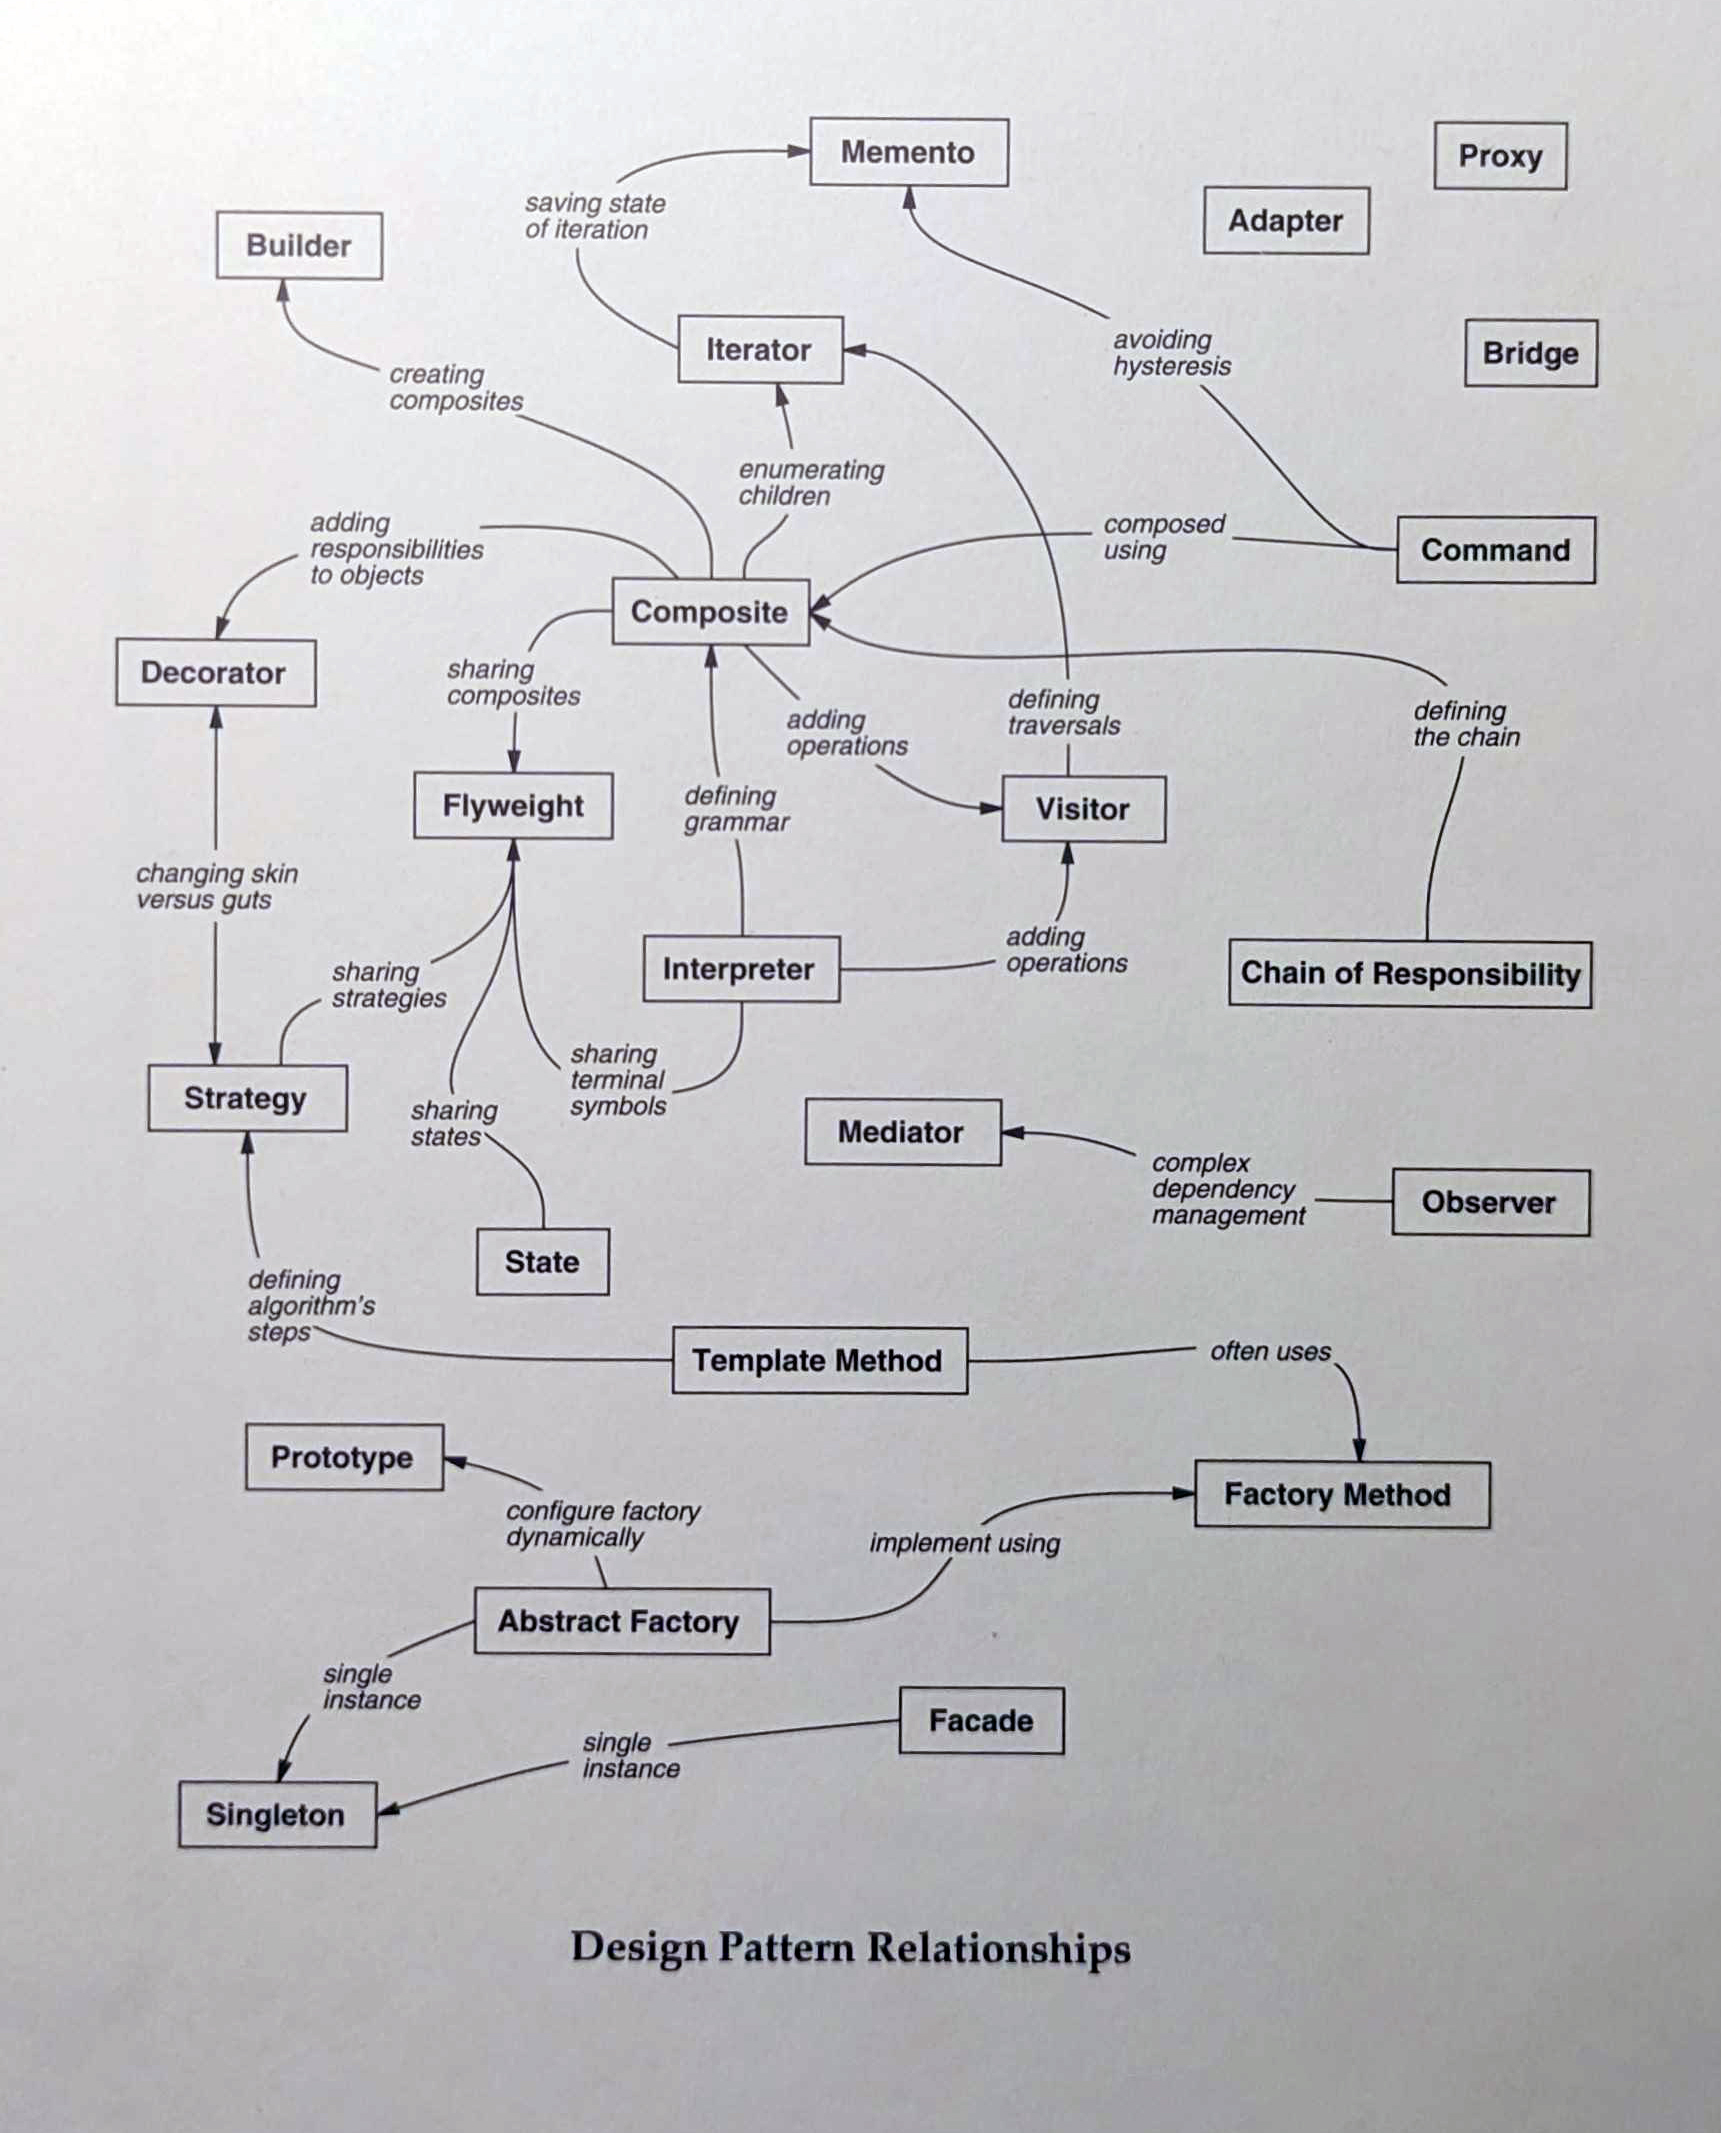 Memento
Proxy
saving state
of iteration
Adapter
Builder
Iterator
avoiding
hysteresis
Bridge
creating
composites
enumerating
children
adding
responsibilities
to objects
composed
using
Command
Composite
Decorator
sharing
composites
adding
operations
defining
traversals
defining
the chain
Flyweight
defining
grammar
Visitor
changing skin
versus guts
sharing
strategies
Interpreter
adding
operations
Chain of Responsibility
sharing
terminal
symbols
Strategy
sharing
states
Mediator
complex
dependency
management
Observer
State
defining
algorithm's
steps
Template Method
often uses
Prototype
configure factory
dynamically
implement using
Factory Method
Abstract Factory
single
instance
Facade
single
instance
Singleton
Design Pattern Relationships